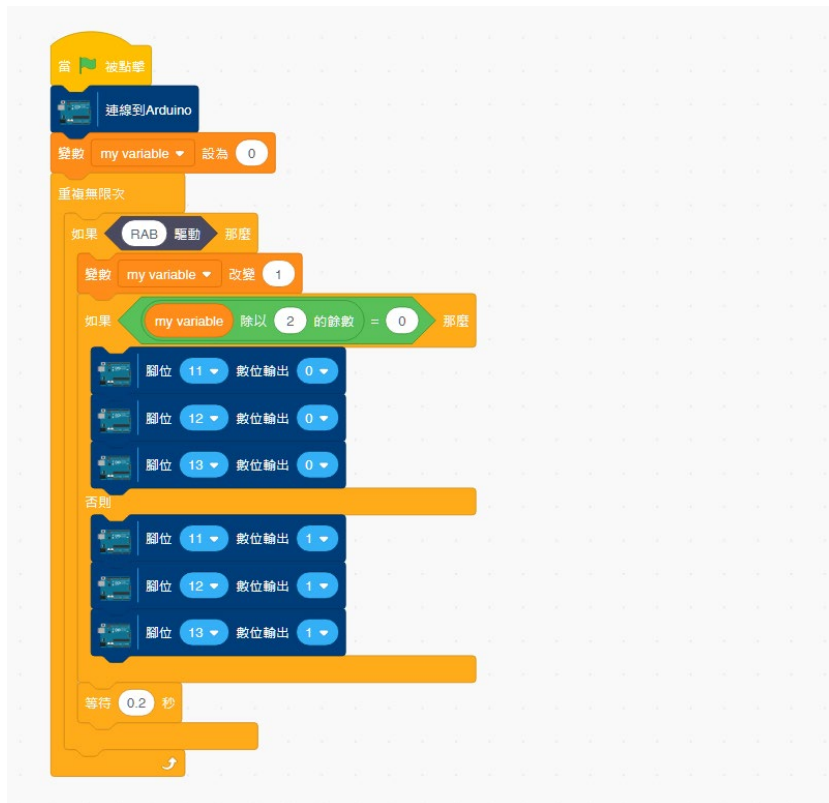 當 被點擊
連線到Arduino
變數 my variable 設為 0
重複無限次
如果 RAB 驅動 那麼
變數 my variable 改變 1
如果 my variable 除以 2 的餘數 = 0 那麼
腳位 11 數位輸出 0
腳位 12 數位輸出 0
腳位 13 數位輸出 0
否則
腳位 11 數位輸出 1
腳位 12 數位輸出 1
腳位 13 數位輸出 1
等待 0.2 秒